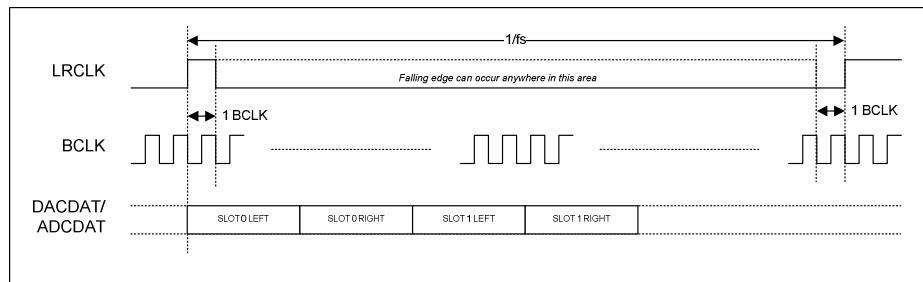 1/fs
LRCLK
Falling edge can occur anywhere in this area
1 BCLK
1 BCLK
BCLK
DACDAT/
ADCDAT
SLOT 0 LEFT
SLOT 0 RIGHT
SLOT 1 LEFT
SLOT 1 RIGHT